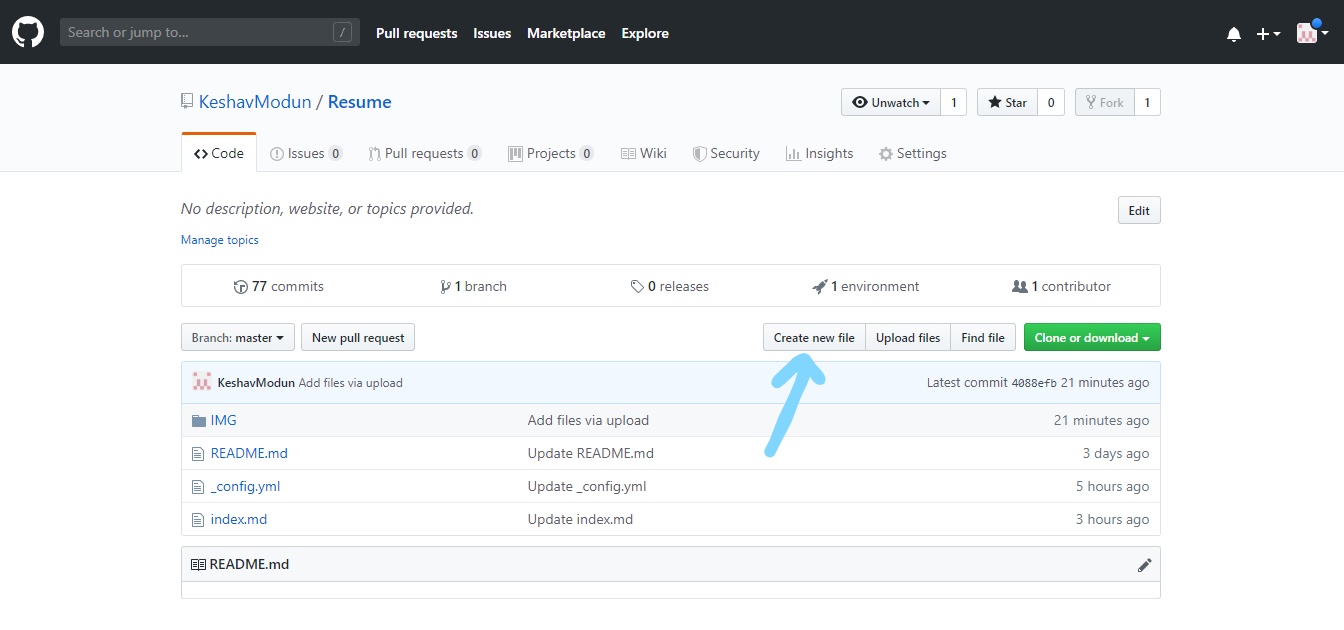 Search or jump to... / Pull requests Issues Marketplace Explore
KeshavModun / Resume Unwatch 1 Star 0 Fork 1
Code Issues 0 Pull requests 0 Projects 0 Wiki Security Insights Settings
No description, website, or topics provided. Edit
Manage topics
77 commits 1 branch 0 releases 1 environment 1 contributor
Branch: master New pull request Create new file Upload files Find file Clone or download
KeshavModun Add files via upload Latest commit 4088efb 21 minutes ago
IMG Add files via upload 21 minutes ago
README.md Update README.md 3 days ago
_config.yml Update _config.yml 5 hours ago
index.md Update index.md 3 hours ago
README.md